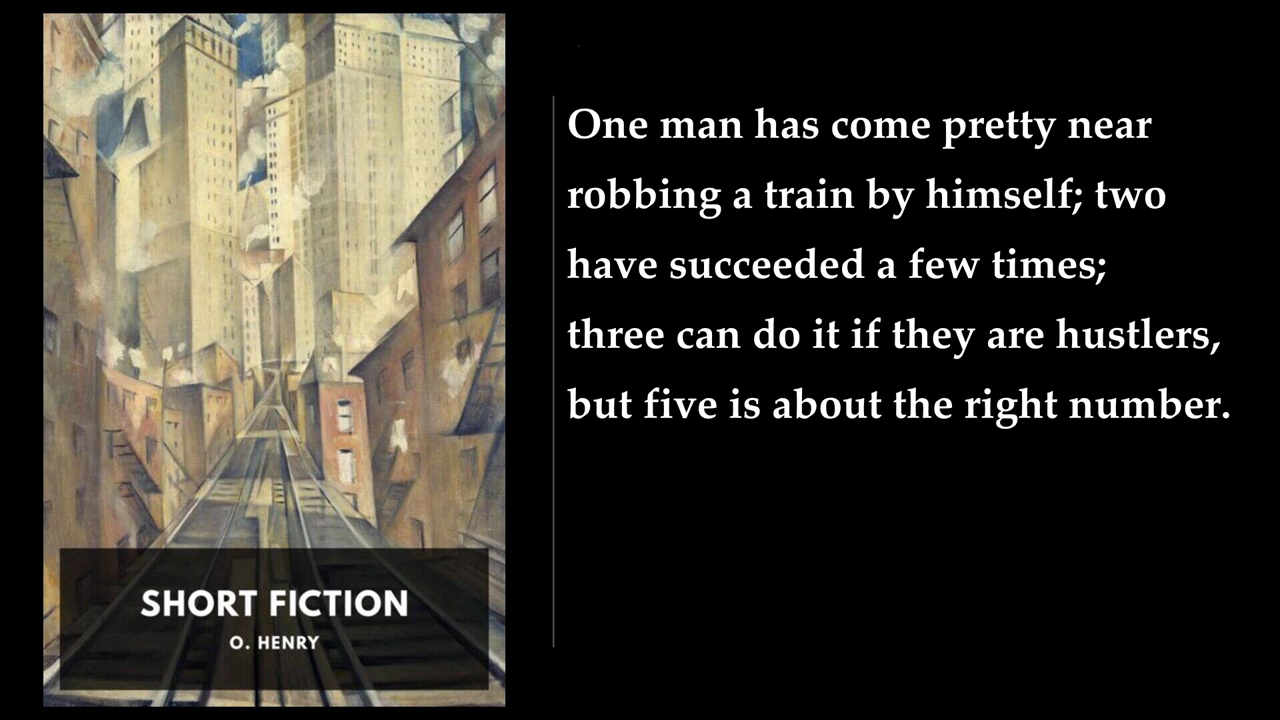 SHORT FICTION
O. HENRY
One man has come pretty near
robbing a train by himself; two
have succeeded a few times;
three can do it if they are hustlers,
but five is about the right number.